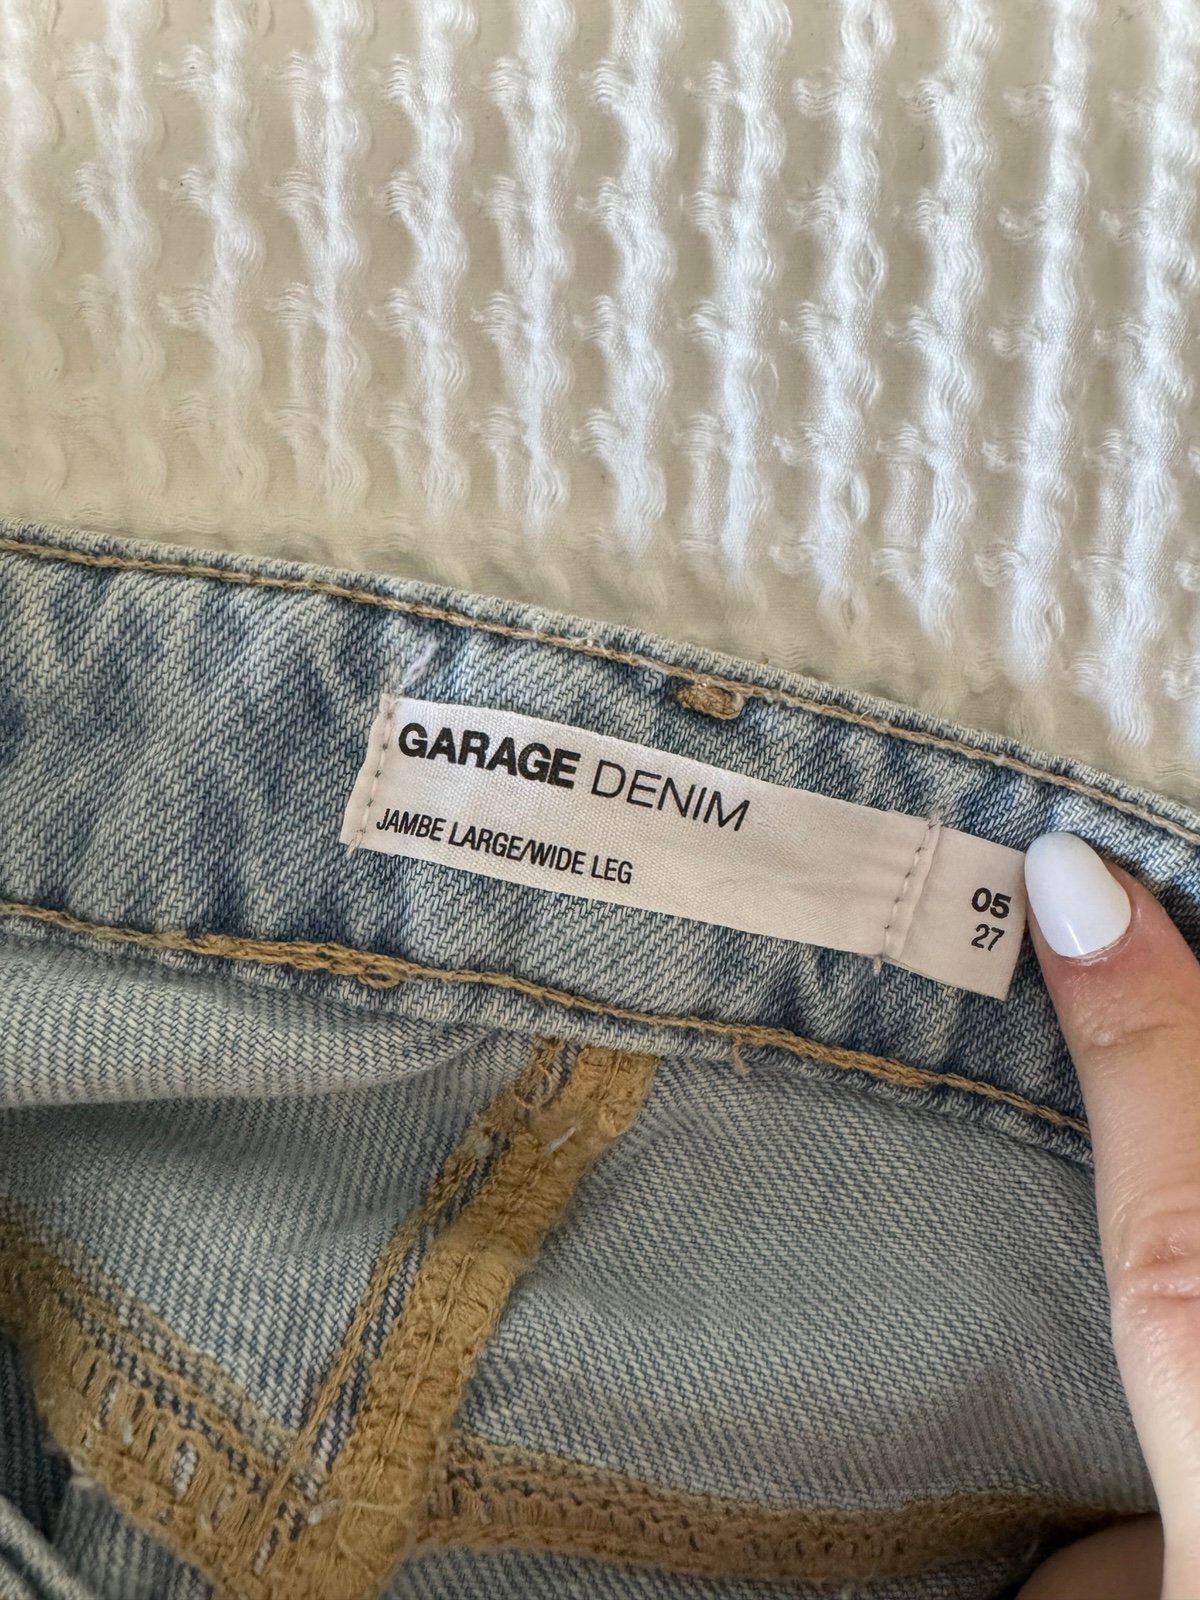 GARAGE DENIM
JAMBE LARGE/WIDE LEG
05
27